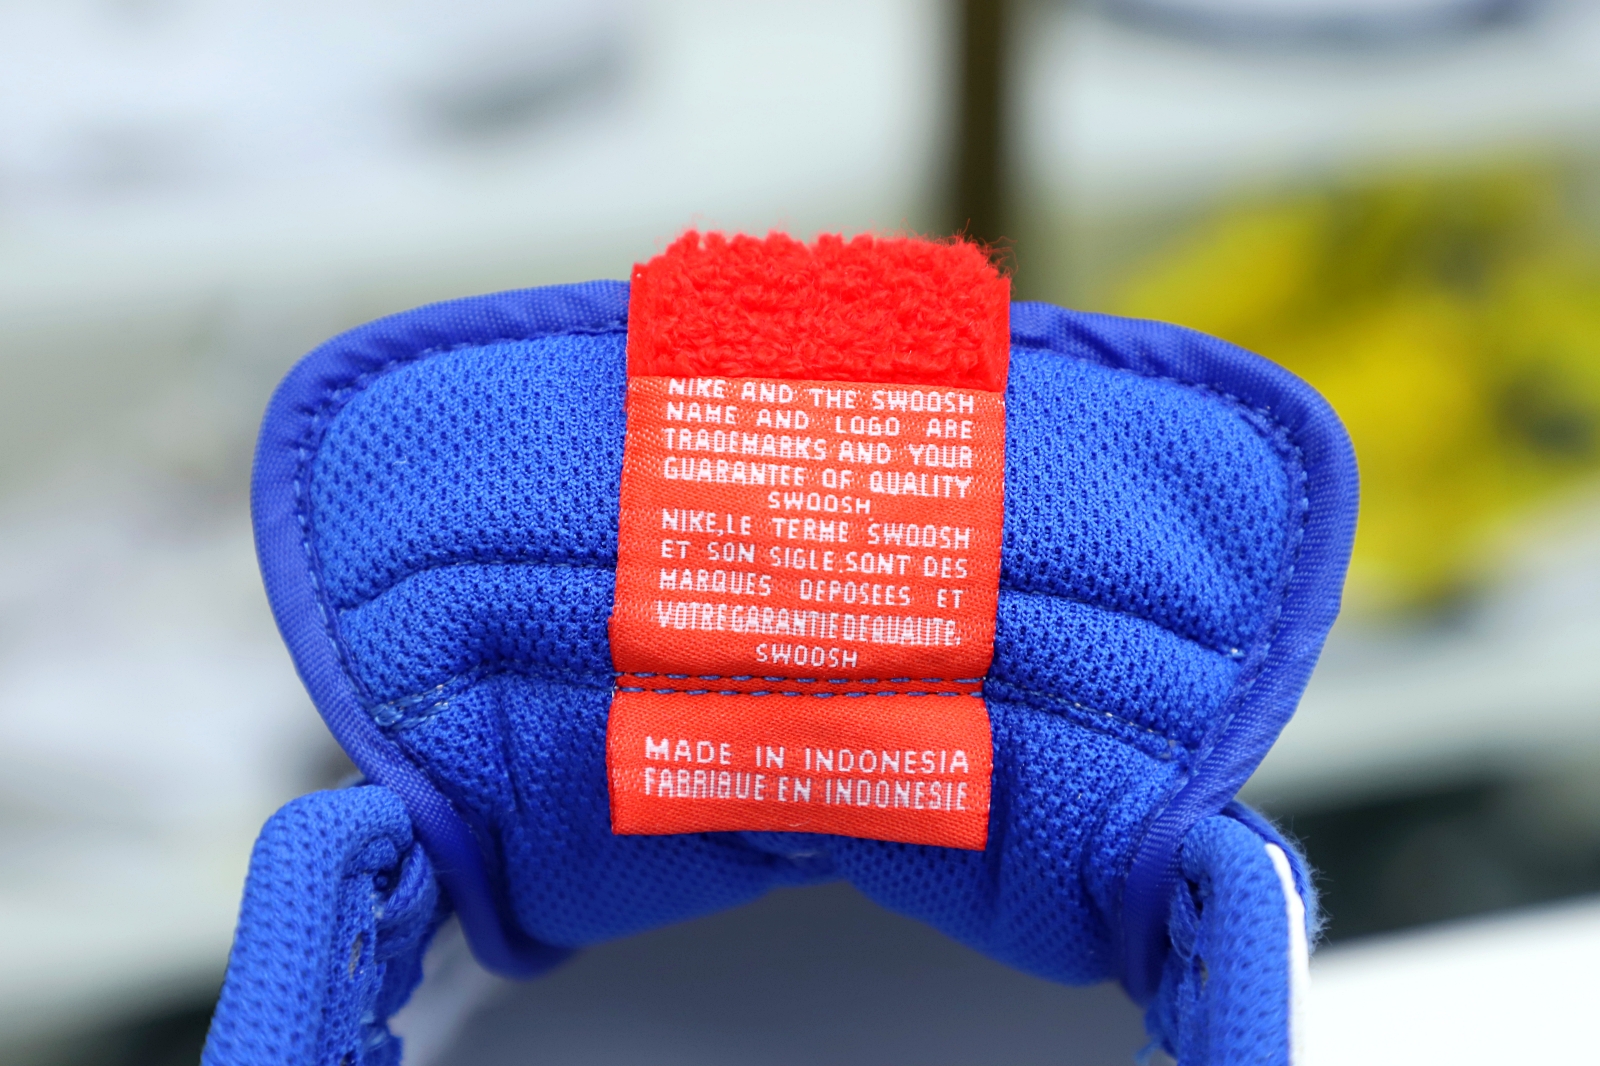 NIKE AND THE SWOOSH
NAME AND LOGO ARE
TRADEMARKS AND YOUR
GUARANTEE OF QUALITY
SWOOSH
NIKE,LE TERME SWOOSH
ET SON SIGLE.SONT DES
MARQUES DEPOSEES ET
VOTRE GARANTIE DE QUALITE.
SWOOSH
MADE IN INDONESIA
FABRIQUE EN INDONESIE